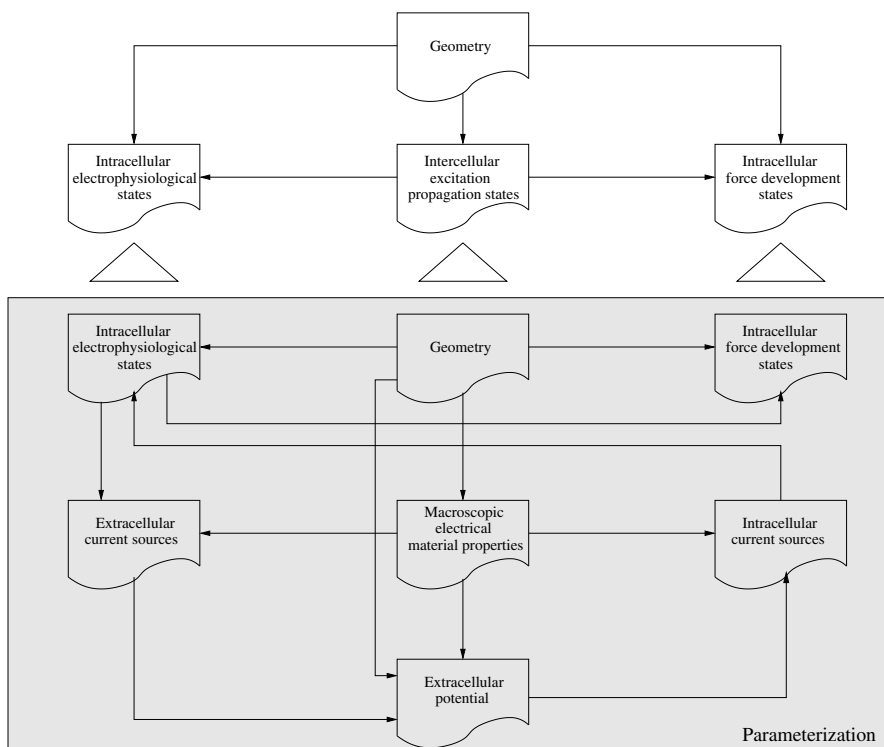 Geometry
Intracellular
electrophysiological
states
Intercellular
excitation
propagation states
Intracellular
force development
states
Intracellular
electrophysiological
states
Geometry
Intracellular
force development
states
Extracellular
current sources
Macroscopic
electrical
material properties
Intracellular
current sources
Extracellular
potential
Parameterization